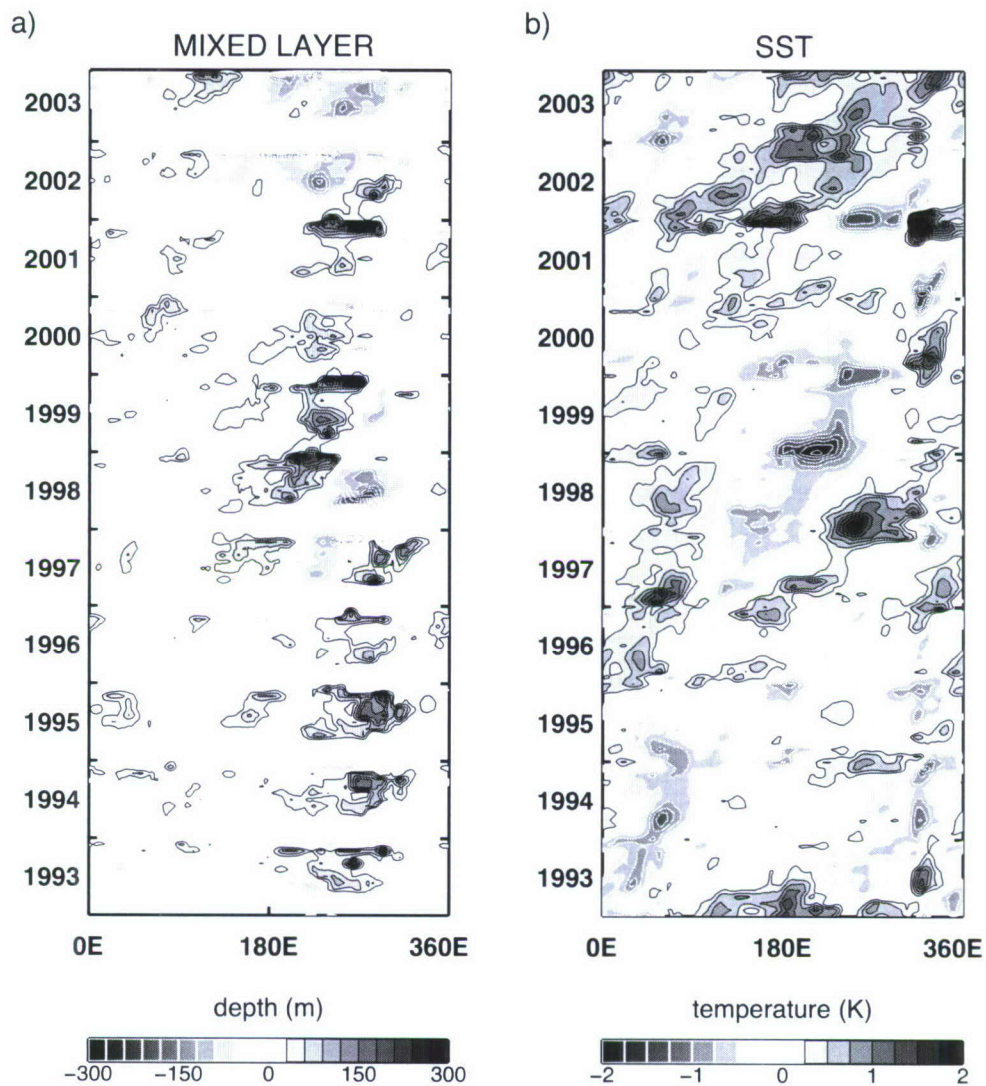 a)
MIXED LAYER
2003
2002
2001
2000
1999
1998
1997
1996
1995
1994
1993
0E 180E 360E
depth (m)
−300 −150 0 150 300
b)
SST
2003
2002
2001
2000
1999
1998
1997
1996
1995
1994
1993
0E 180E 360E
temperature (K)
−2 −1 0 1 2